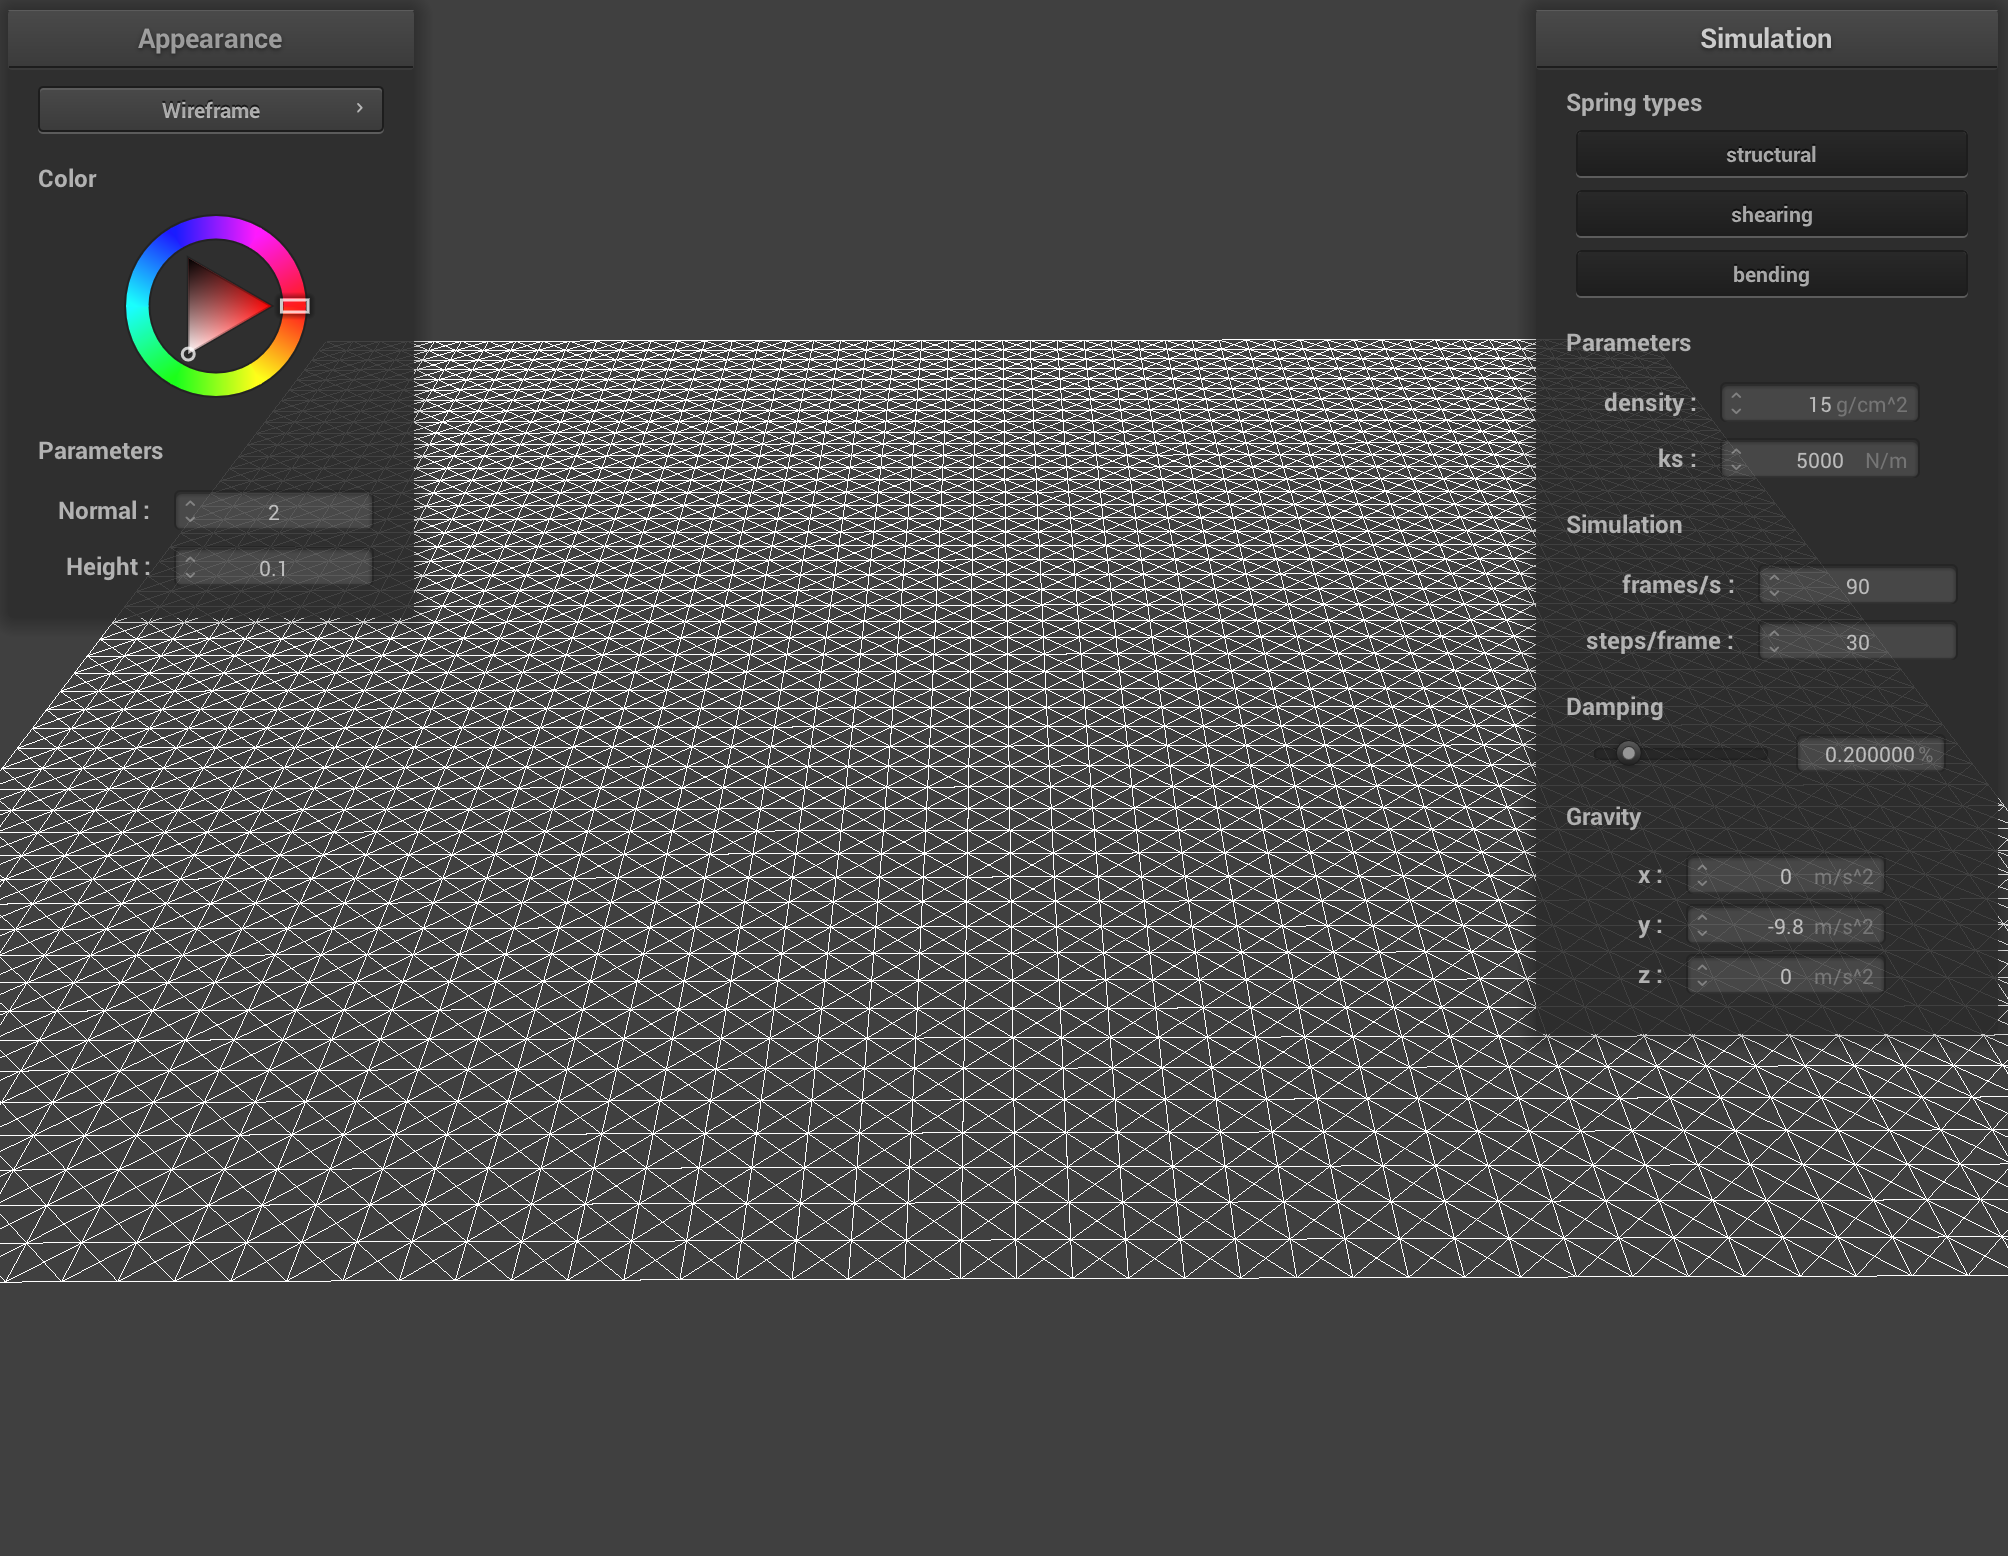 Appearance
Wireframe
Color
Parameters
Normal : 2
Height : 0.1
Simulation
Spring types
structural
shearing
bending
Parameters
density : 15 g/cm^2
ks : 5000 N/m
Simulation
frames/s : 90
steps/frame : 30
Damping
0.200000 %
Gravity
x : 0 m/s^2
y : -9.8 m/s^2
z : 0 m/s^2